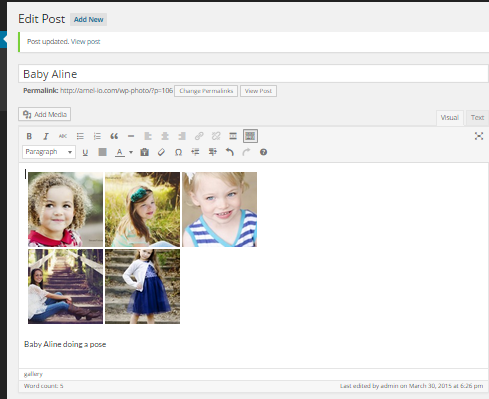 Edit Post Add New
Post updated. View post
Baby Aline
Permalink: http://amel-io.com/wp-photo/?p=106 Change Permalinks View Post
Add Media
Visual Text
B I ABC
Paragraph U A
Baby Aline doing a pose
gallery
Word count: 5 Last edited by admin on March 30, 2015 at 6:26 pm